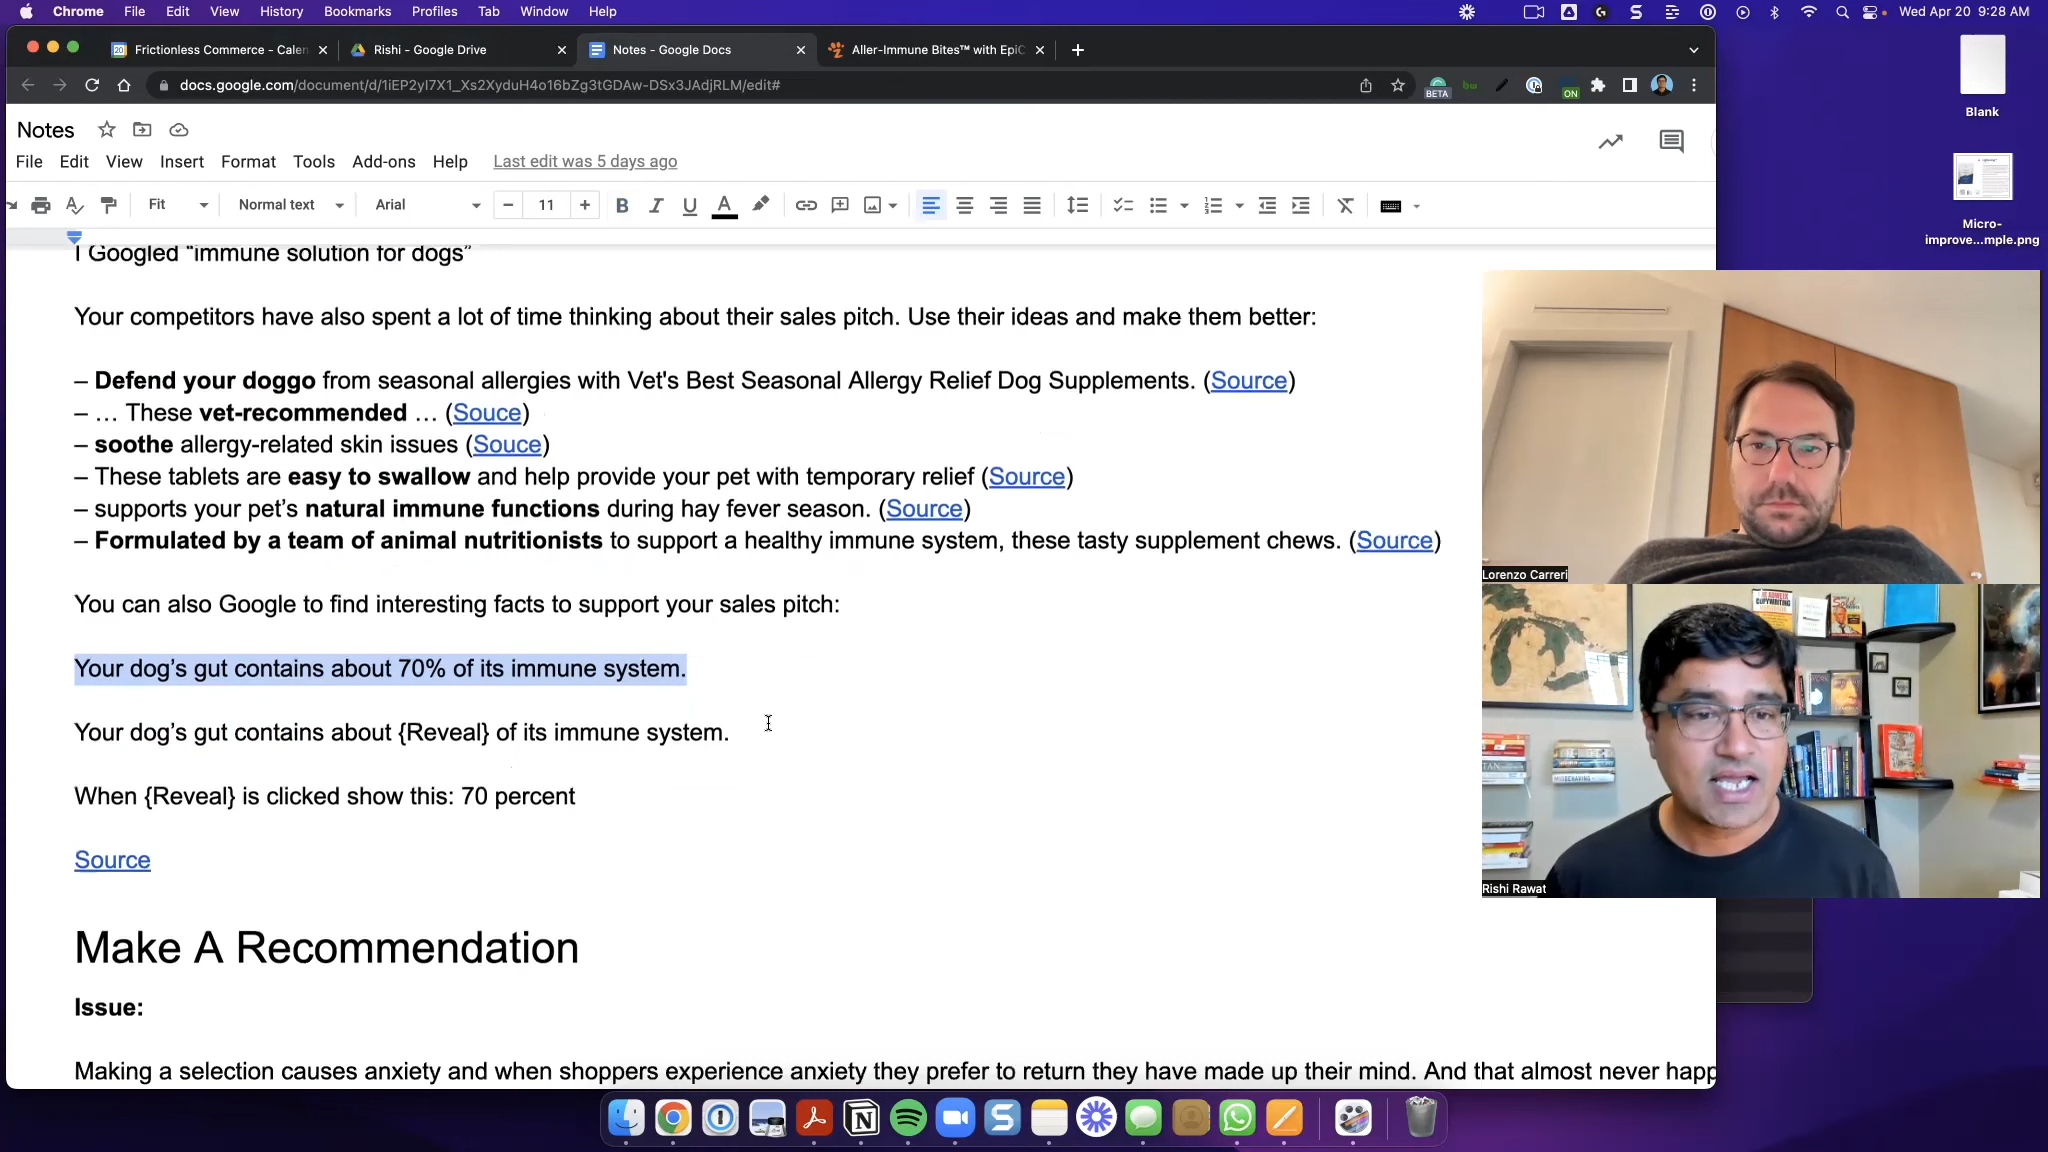 Chrome File Edit View History Bookmarks Profiles Tab Window Help
Wed Apr 20 9:28 AM
Frictionless Commerce - Calen
Rishi - Google Drive
Notes - Google Docs
Aller-Immune Bites™ with EpiC
docs.google.com/document/d/1iEP2yI7X1_Xs2XyduH4o16bZg3tGDAw-DSx3JAdjRLM/edit#
BETA
ON
Notes
File Edit View Insert Format Tools Add-ons Help Last edit was 5 days ago
Fit Normal text Arial 11 B I U A
I Googled “immune solution for dogs”
Your competitors have also spent a lot of time thinking about their sales pitch. Use their ideas and make them better:
– Defend your doggo from seasonal allergies with Vet's Best Seasonal Allergy Relief Dog Supplements. (Source)
– … These vet-recommended … (Souce)
– soothe allergy-related skin issues (Souce)
– These tablets are easy to swallow and help provide your pet with temporary relief (Source)
– supports your pet’s natural immune functions during hay fever season. (Source)
– Formulated by a team of animal nutritionists to support a healthy immune system, these tasty supplement chews. (Source)
You can also Google to find interesting facts to support your sales pitch:
Your dog’s gut contains about 70% of its immune system.
Your dog’s gut contains about {Reveal} of its immune system.
When {Reveal} is clicked show this: 70 percent
Source
Make A Recommendation
Issue:
Making a selection causes anxiety and when shoppers experience anxiety they prefer to return they have made up their mind. And that almost never happ
Blank
Micro-
improve...mple.png
Lorenzo Carreri
COPYWRITING
Sold
MISBEHAVING
Rishi Rawat